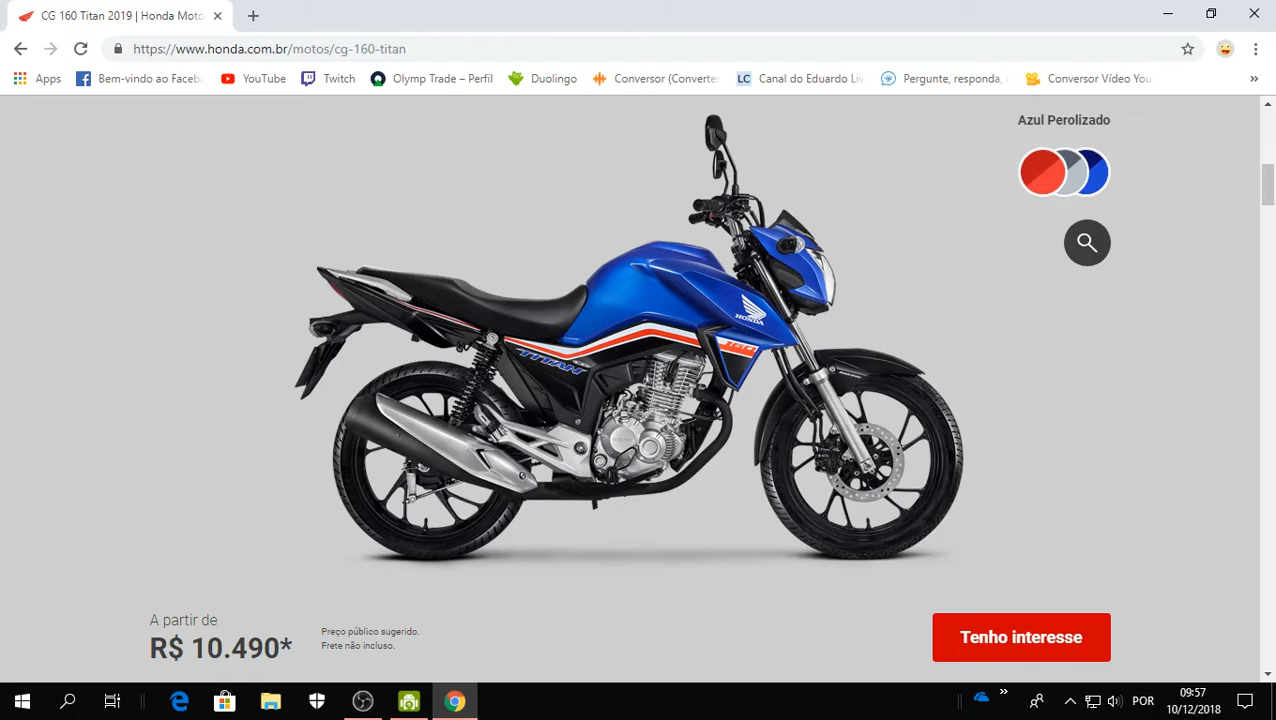 CG 160 Titan 2019 | Honda Moto
https://www.honda.com.br/motos/cg-160-titan
Apps
Bem-vindo ao Facebo
YouTube
Twitch
Olymp Trade – Perfil
Duolingo
Conversor (Converte
LC
Canal do Eduardo Liv
Pergunte, responda,
Conversor Vídeo You
»
Azul Perolizado
HONDA
160
TITAN
A partir de
R$ 10.490*
Preço público sugerido.
Frete não incluso.
Tenho interesse
POR
09:57
10/12/2018